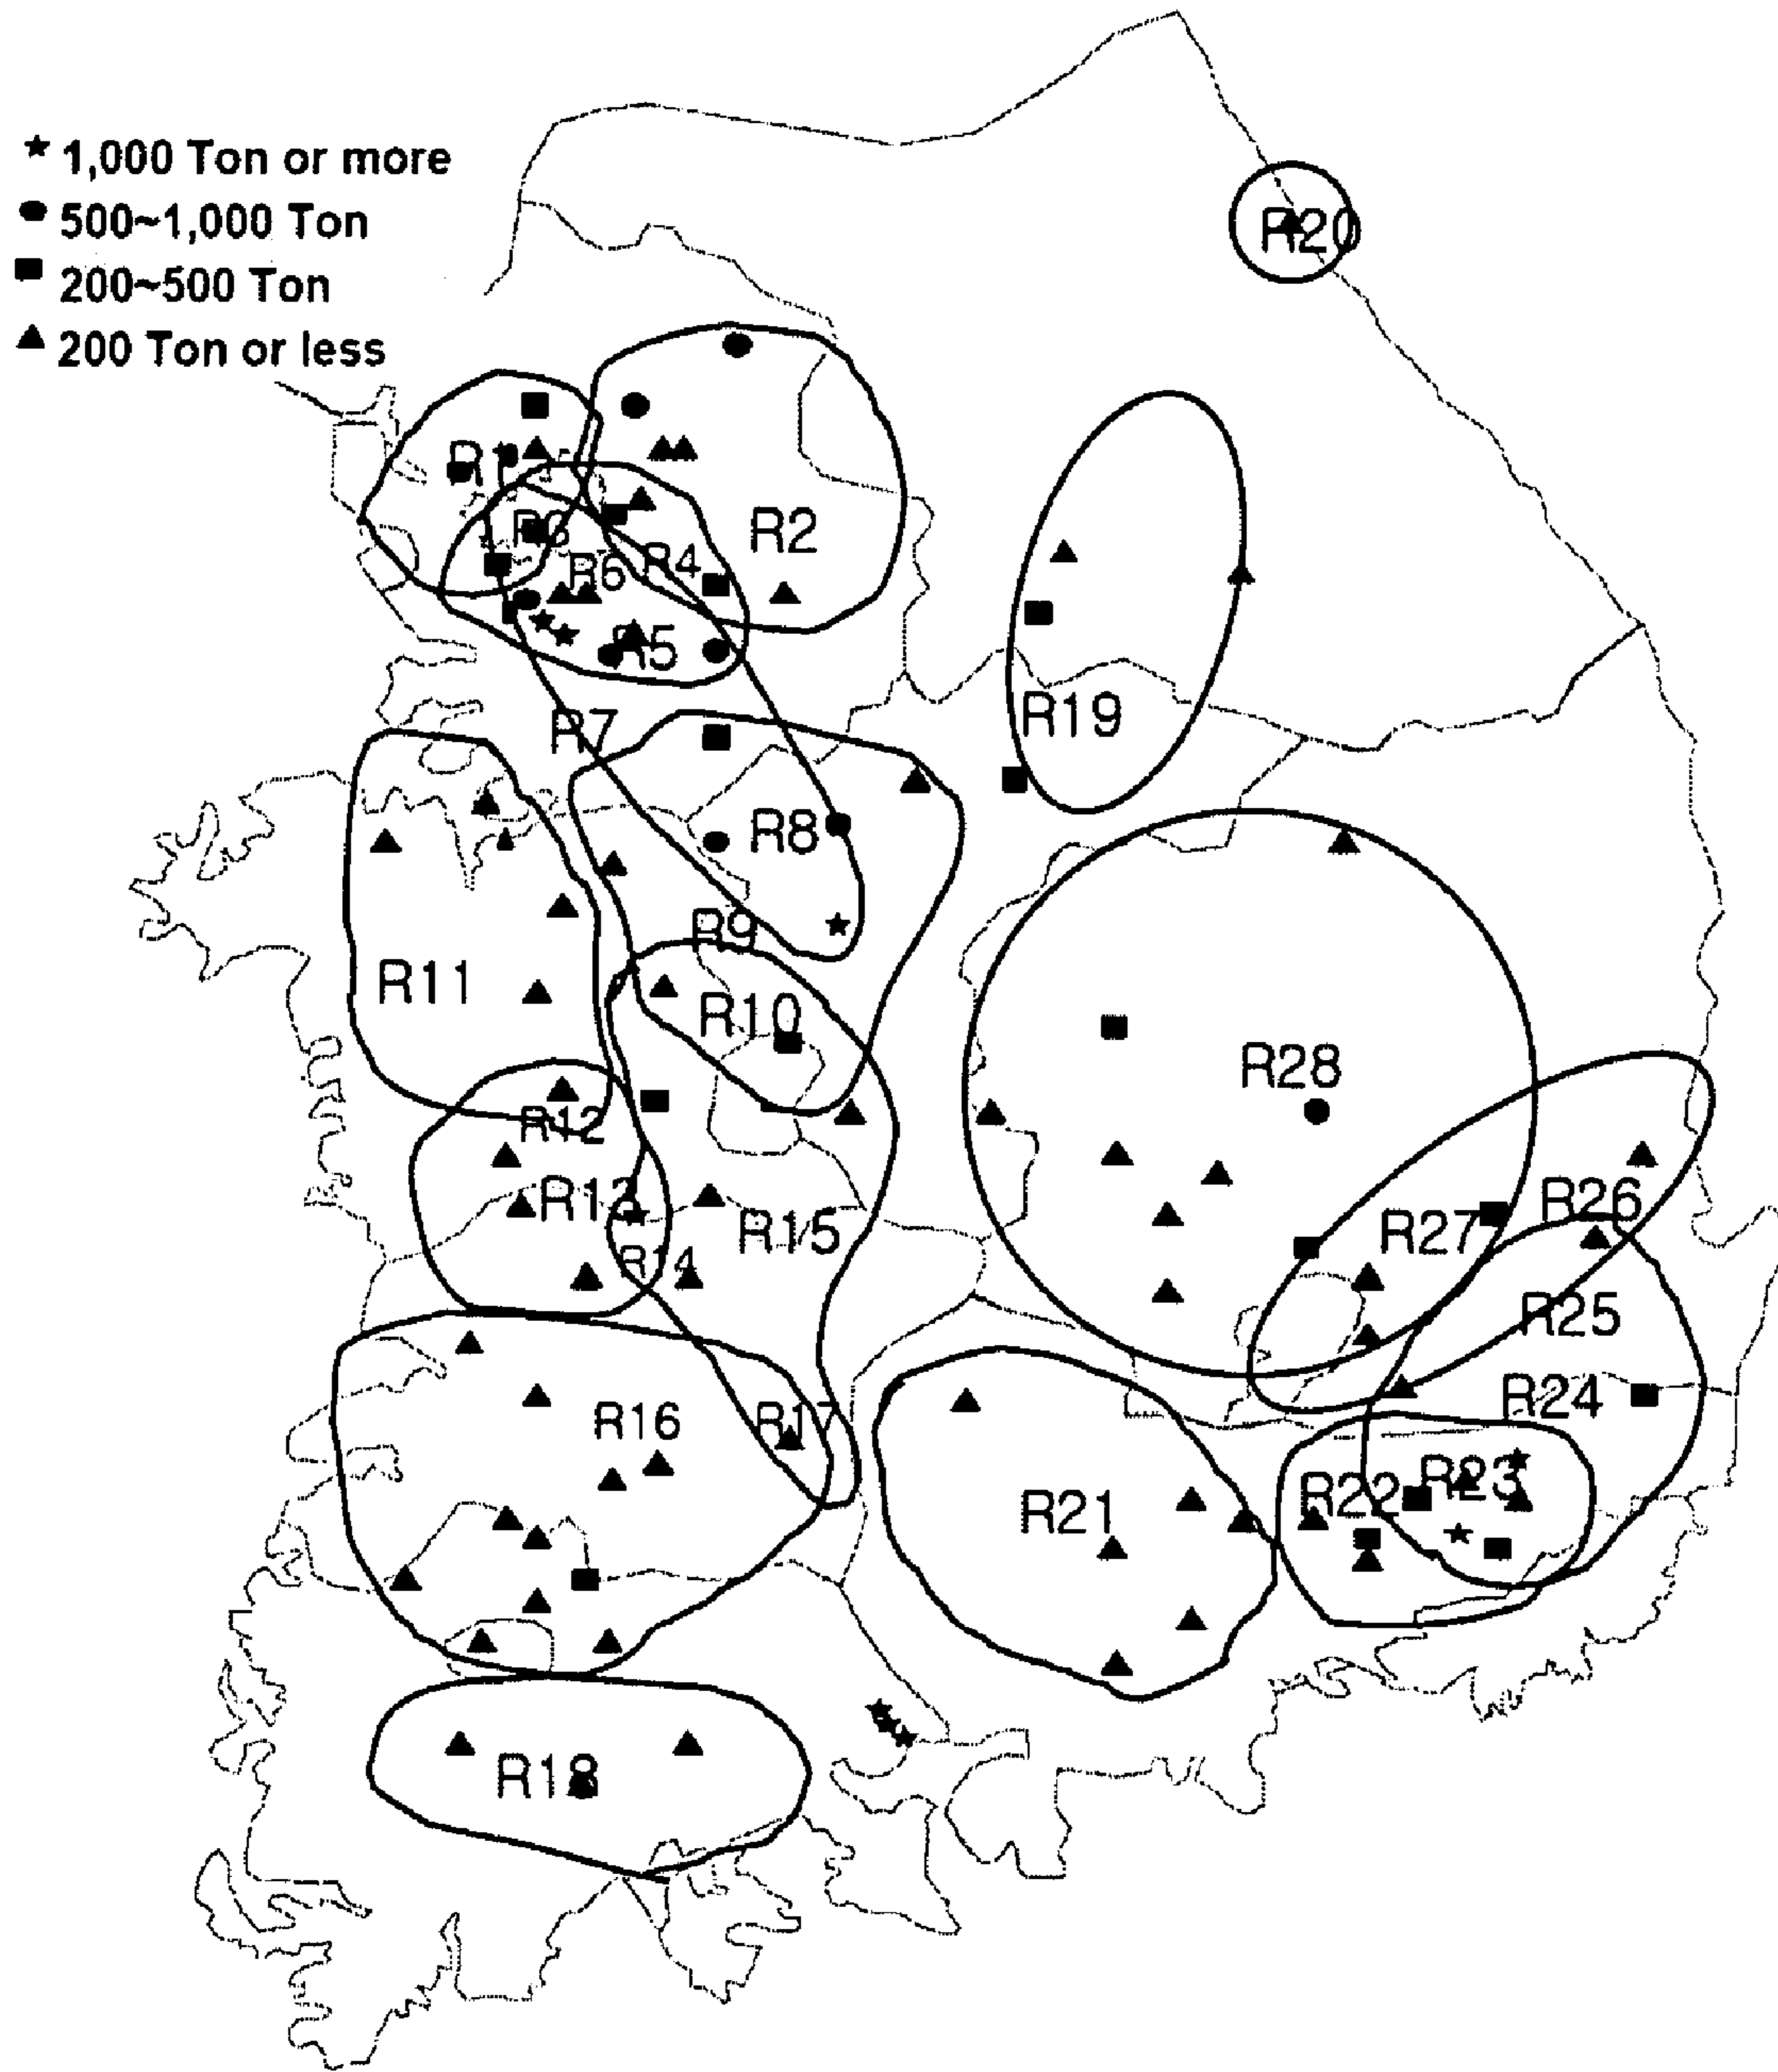 1,000 Ton or more
500~1,000 Ton
200~500 Ton
200 Ton or less
R20
R1
R2
R3
R4
R6
R5
R19
R7
R8
R9
R11
R10
R28
R12
R13
R26
R15
R27
R14
R25
R24
R16
R17
R23
R22
R21
R18